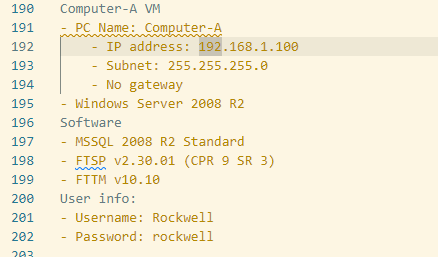 190 Computer-A VM
191 - PC Name: Computer-A
192 - IP address: 192.168.1.100
193 - Subnet: 255.255.255.0
194 - No gateway
195 - Windows Server 2008 R2
196 Software
197 - MSSQL 2008 R2 Standard
198 - FTSP v2.30.01 (CPR 9 SR 3)
199 - FTTM v10.10
200 User info:
201 - Username: Rockwell
202 - Password: rockwell
203